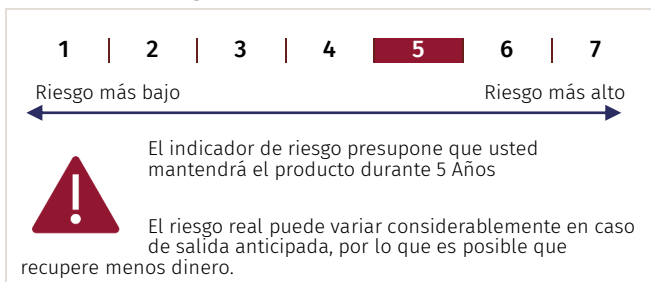 1 | 2 | 3 | 4 | 5 | 6 | 7
Riesgo más bajo Riesgo más alto
El indicador de riesgo presupone que usted
mantendrá el producto durante 5 Años
El riesgo real puede variar considerablemente en caso
de salida anticipada, por lo que es posible que
recupere menos dinero.